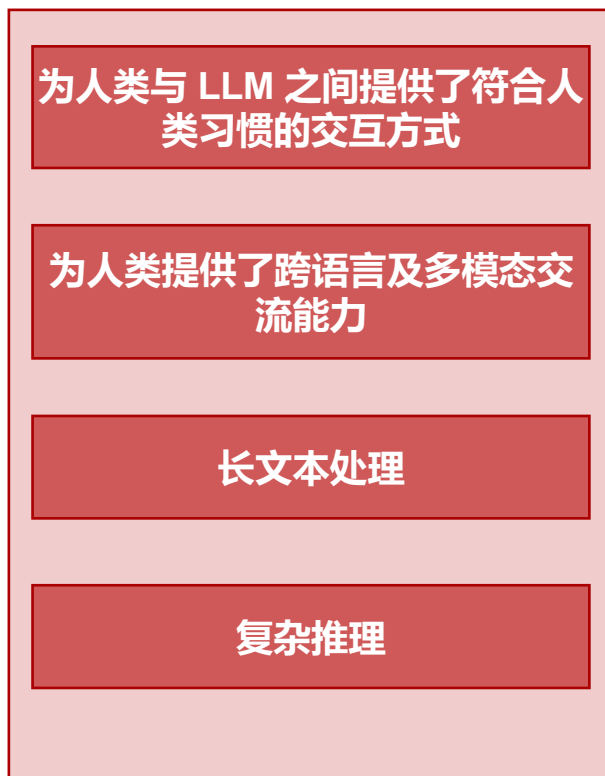 为人类与 LLM 之间提供了符合人
类习惯的交互方式
为人类提供了跨语言及多模态交
流能力
长文本处理
复杂推理